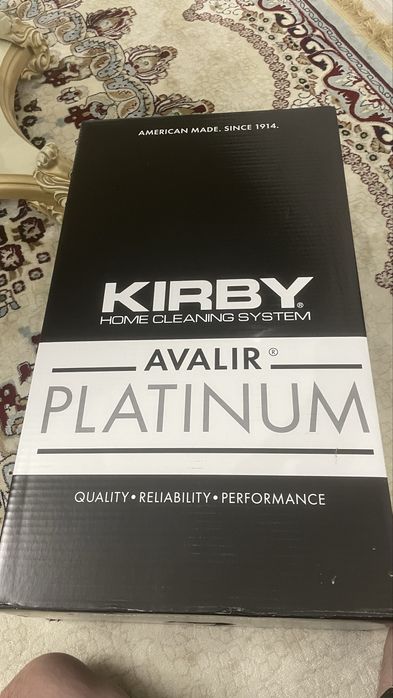 AMERICAN MADE. SINCE 1914.
KIRBY®
HOME CLEANING SYSTEM
AVALIR®
PLATINUM
QUALITY•RELIABILITY•PERFORMANCE